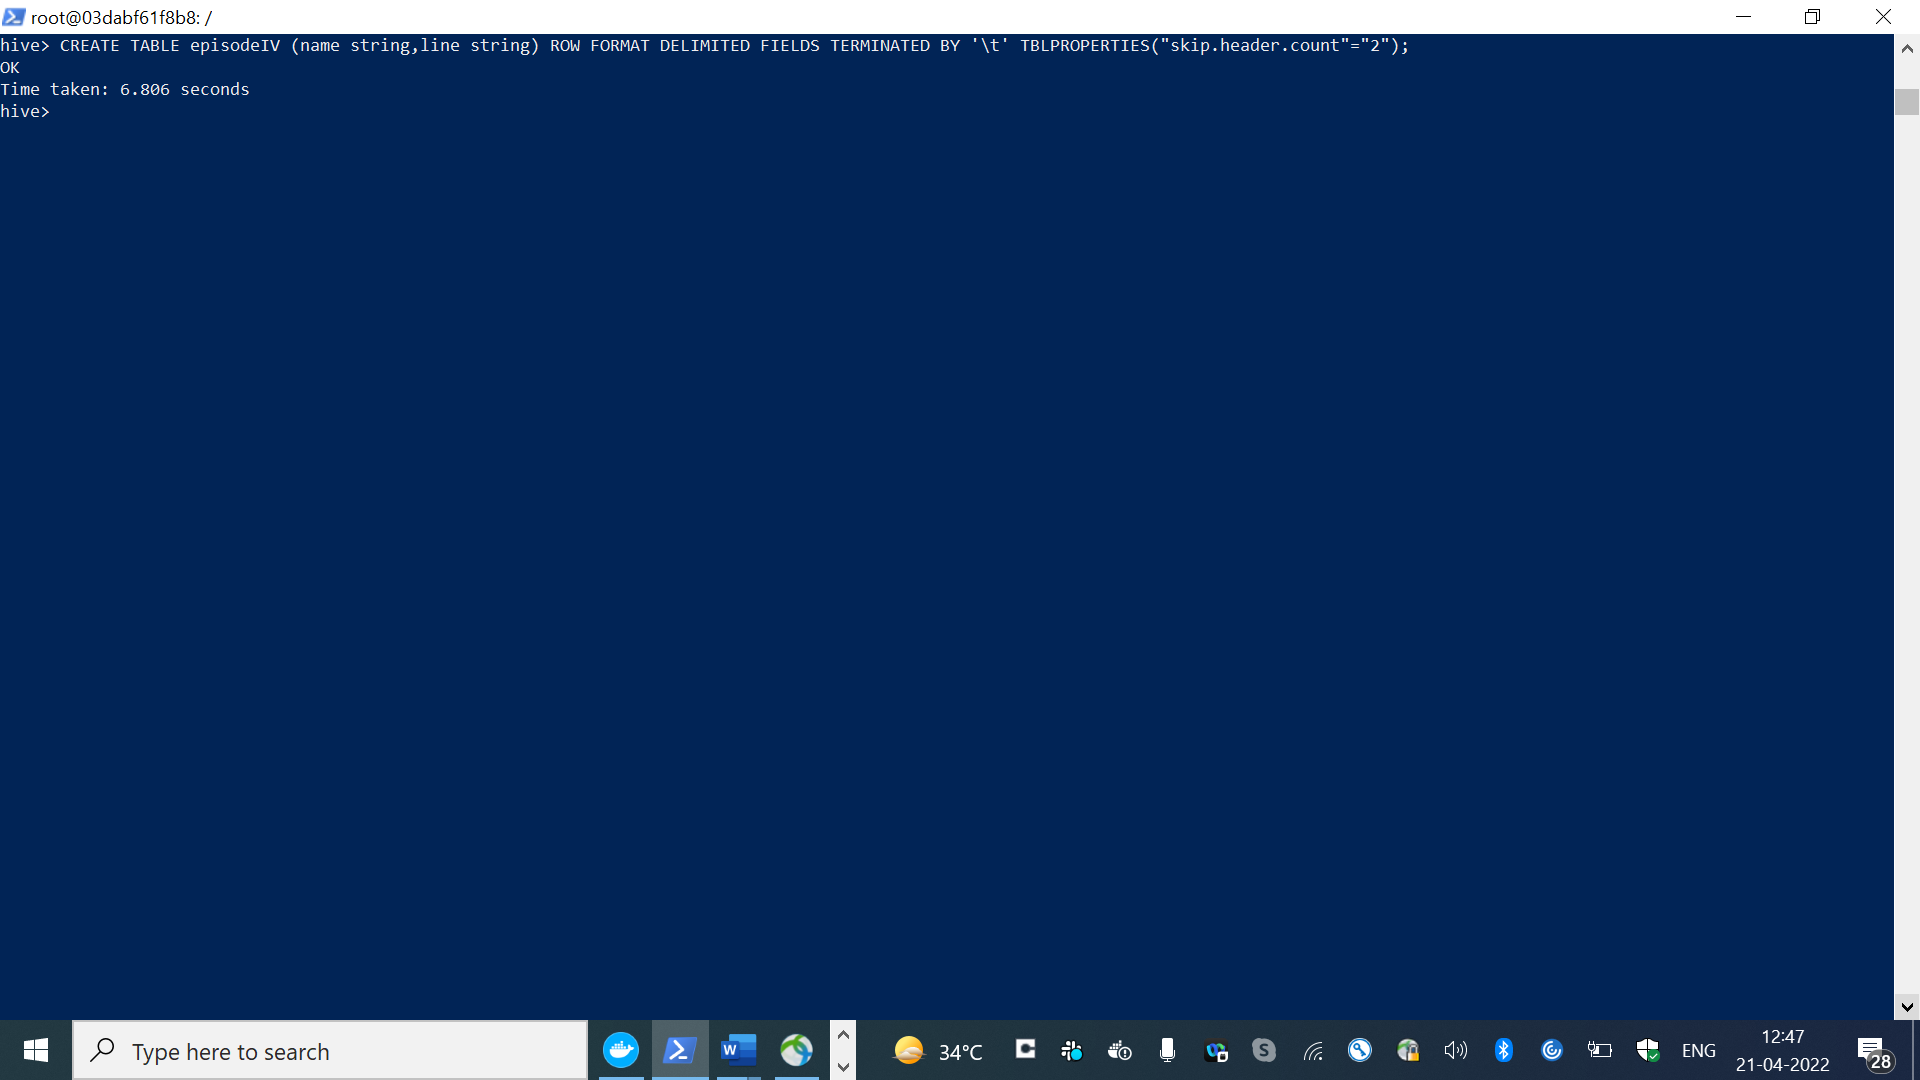 root@03dabf61f8b8: /
hive> CREATE TABLE episodeIV (name string,line string) ROW FORMAT DELIMITED FIELDS TERMINATED BY '\t' TBLPROPERTIES("skip.header.count"="2");
OK
Time taken: 6.806 seconds
hive>
Type here to search
34°C
ENG
12:47
21-04-2022
28